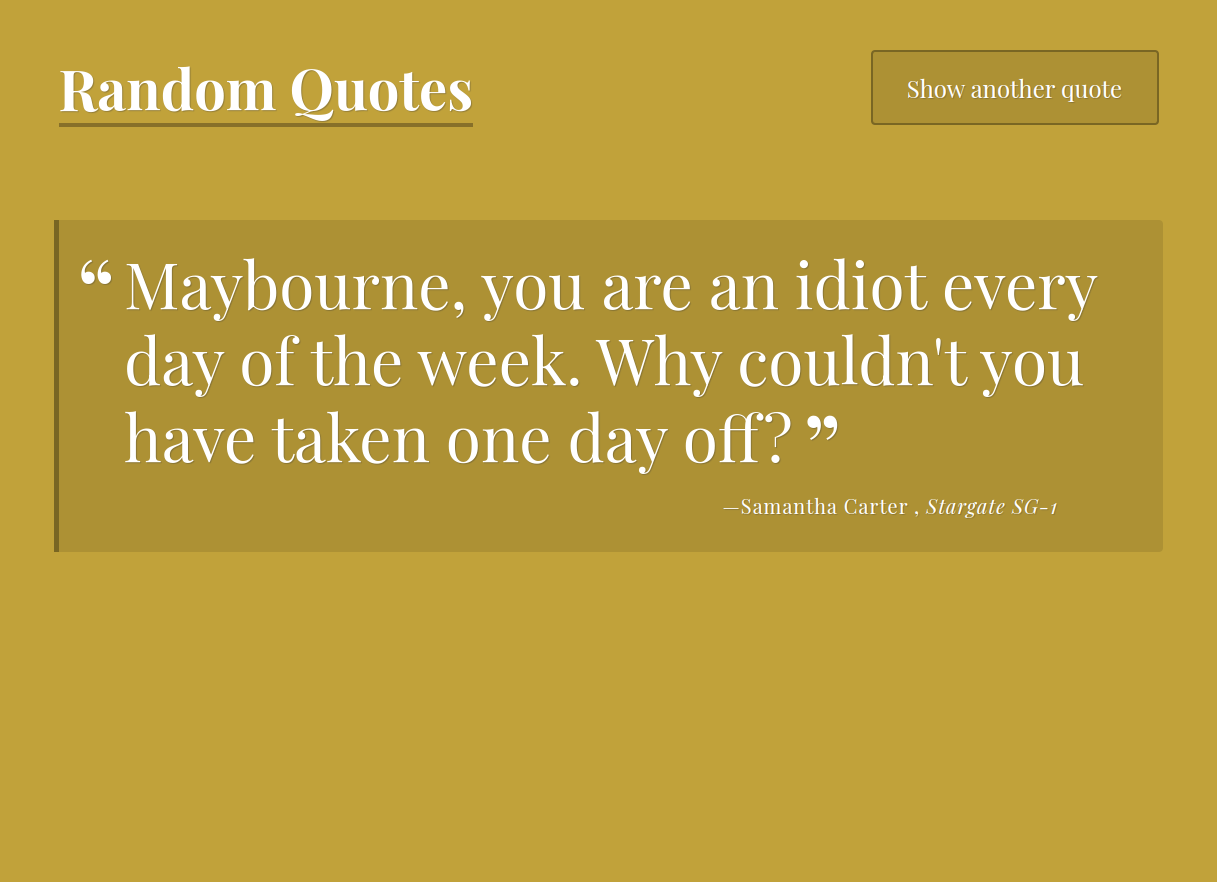 Random Quotes
Show another quote
“ Maybourne, you are an idiot every
day of the week. Why couldn't you
have taken one day off? ”
—Samantha Carter , Stargate SG-1